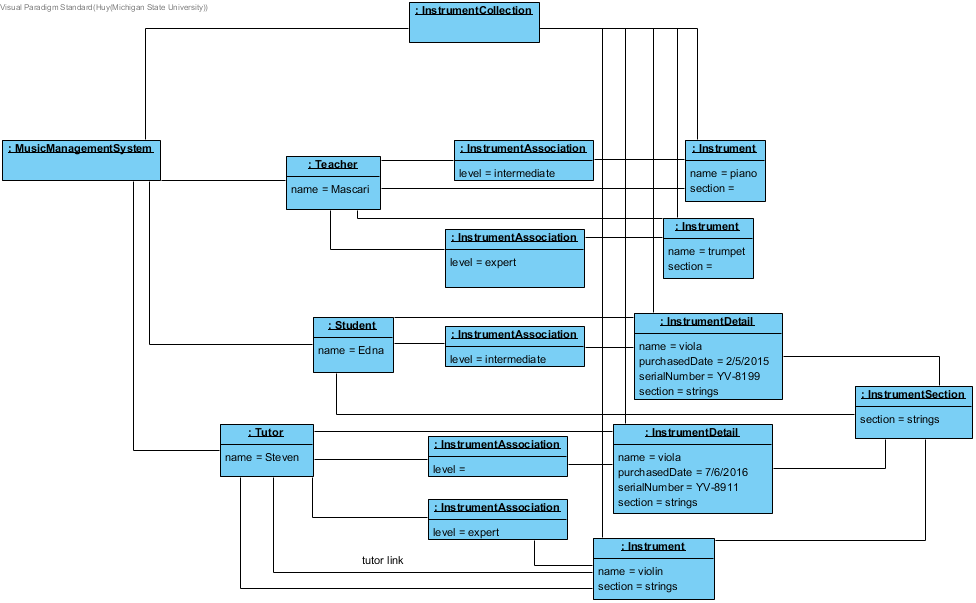 Visual Paradigm Standard(Huy(Michigan State University))
: InstrumentCollection
: MusicManagementSystem
: Teacher
name = Mascari
: InstrumentAssociation
level = intermediate
: Instrument
name = piano
section =
: InstrumentAssociation
level = expert
: Instrument
name = trumpet
section =
: Student
name = Edna
: InstrumentAssociation
level = intermediate
: InstrumentDetail
name = viola
purchasedDate = 2/5/2015
serialNumber = YV-8199
section = strings
: InstrumentSection
section = strings
: Tutor
name = Steven
: InstrumentAssociation
level =
: InstrumentDetail
name = viola
purchasedDate = 7/6/2016
serialNumber = YV-8911
section = strings
: InstrumentAssociation
level = expert
tutor link
: Instrument
name = violin
section = strings